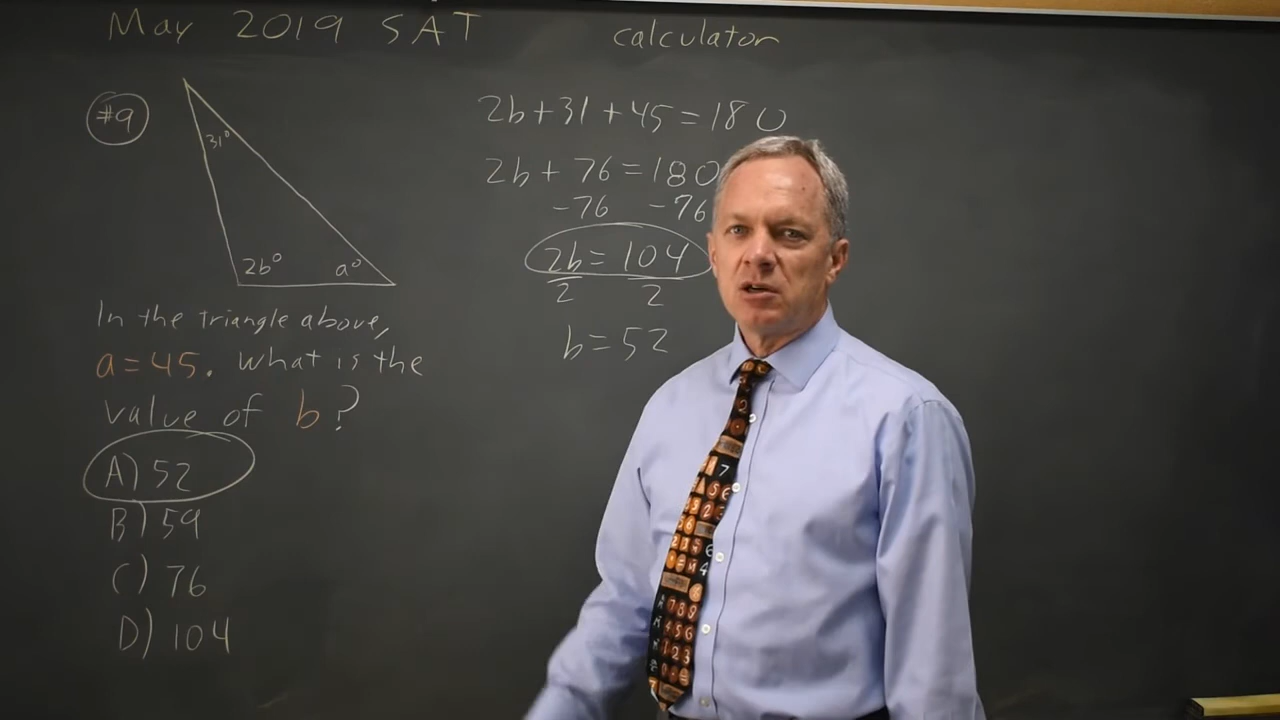 May 2019 SAT
calculator
#9
31°
2b°
a°
In the triangle above,
a=45. What is the
value of b?
A) 52
B) 59
C) 76
D) 104
2b+31+45=180
2b+76=180
-76 -76
2b=104
2 2
b=52